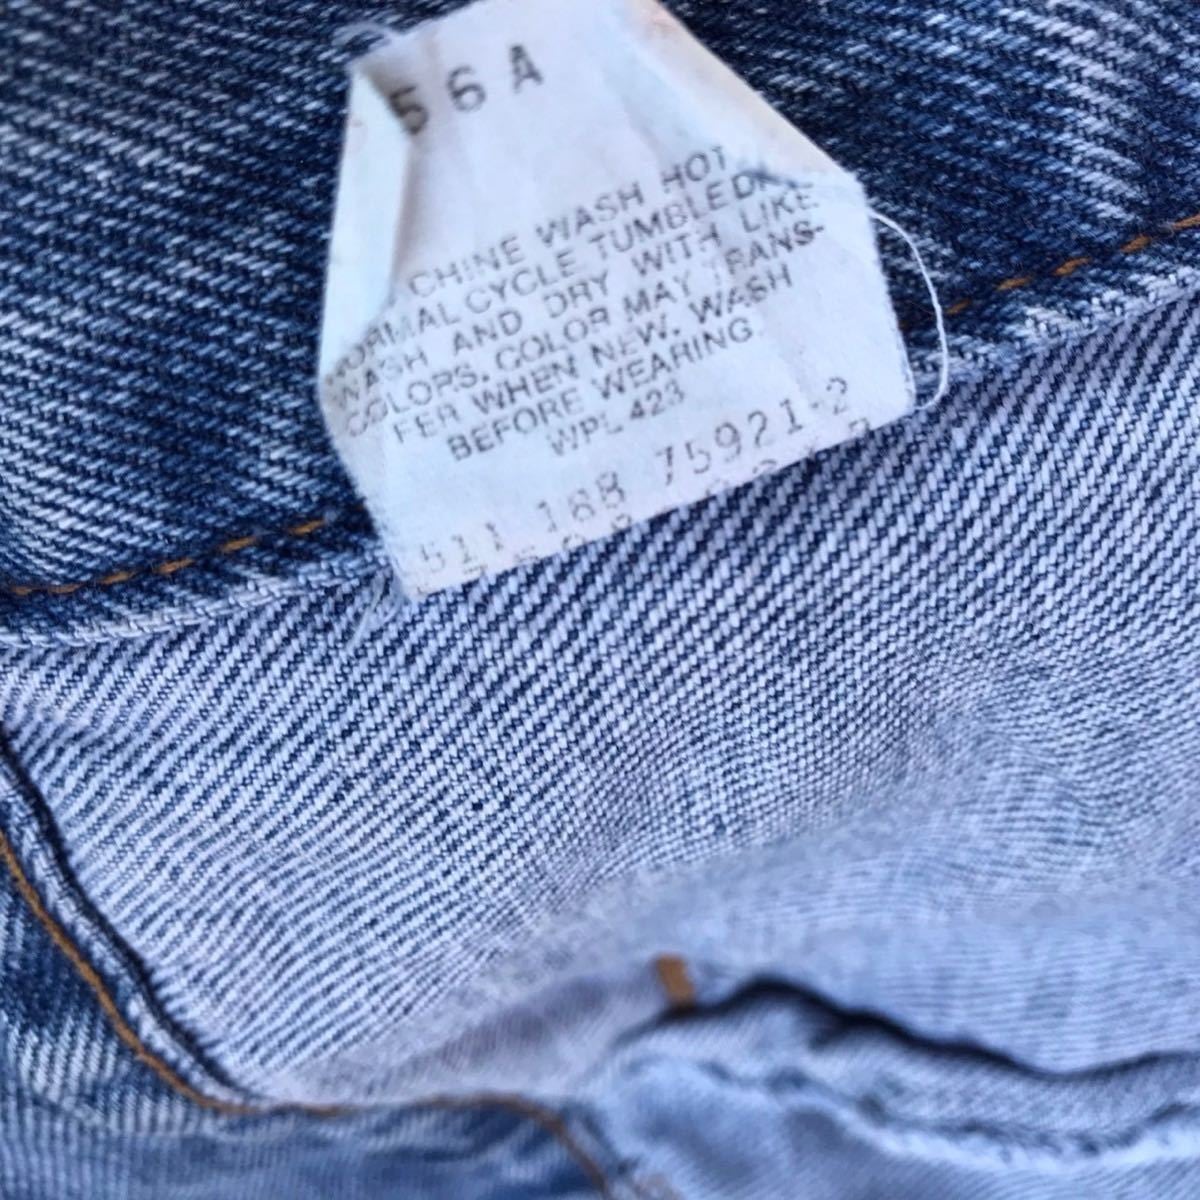 56A
CHINE WASH HOT
NORMAL CYCLE TUMBLE DRY
WASH AND DRY WITH LIKE
COLORS. COLOR MAY TRANS-
FER WHEN NEW. WASH
BEFORE WEARING
WPL 423
511 188 75921-2